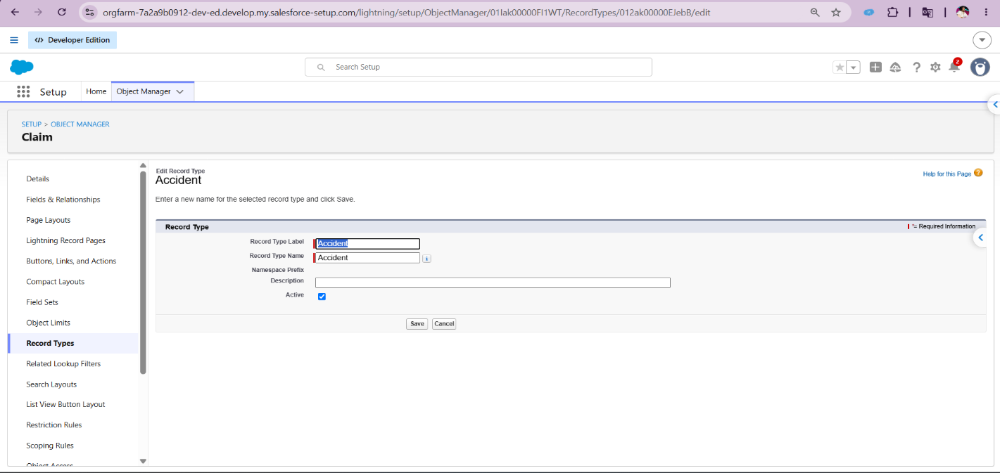 orgfarm-7a2a9b0912-dev-ed.develop.my.salesforce-setup.com/lightning/setup/ObjectManager/01Iak00000FI1WT/RecordTypes/012ak00000EJebB/edit
</> Developer Edition
Search Setup
2
Setup
Home
Object Manager
SETUP > OBJECT MANAGER
Claim
Details
Fields & Relationships
Page Layouts
Lightning Record Pages
Buttons, Links, and Actions
Compact Layouts
Field Sets
Object Limits
Record Types
Related Lookup Filters
Search Layouts
List View Button Layout
Restriction Rules
Scoping Rules
Object Access
Edit Record Type
Accident
Help for this Page ?
Enter a new name for the selected record type and click Save.
Record Type
*= Required Information
Record Type Label
Accident
Record Type Name
Accident
i
Namespace Prefix
Description
Active
Save
Cancel